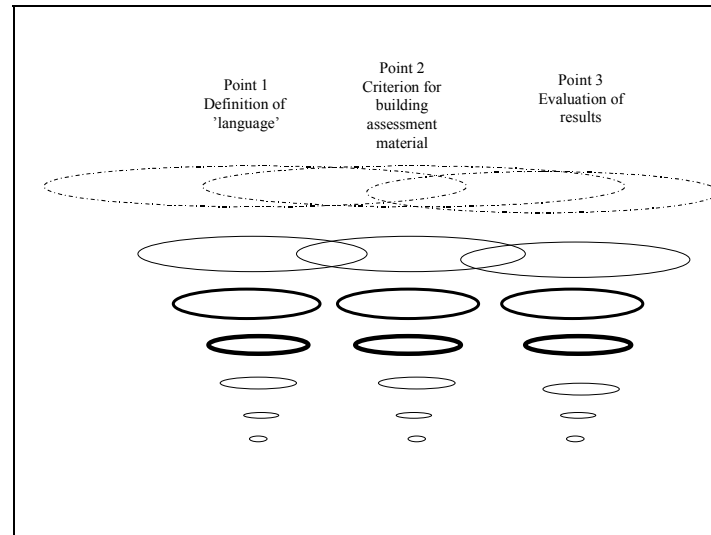 Point 1
Definition of
’language’
Point 2
Criterion for
building
assessment
material
Point 3
Evaluation of
results